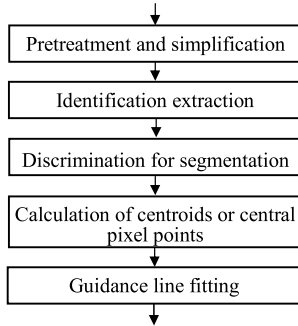 Pretreatment and simplification
Identification extraction
Discrimination for segmentation
Calculation of centroids or central
pixel points
Guidance line fitting